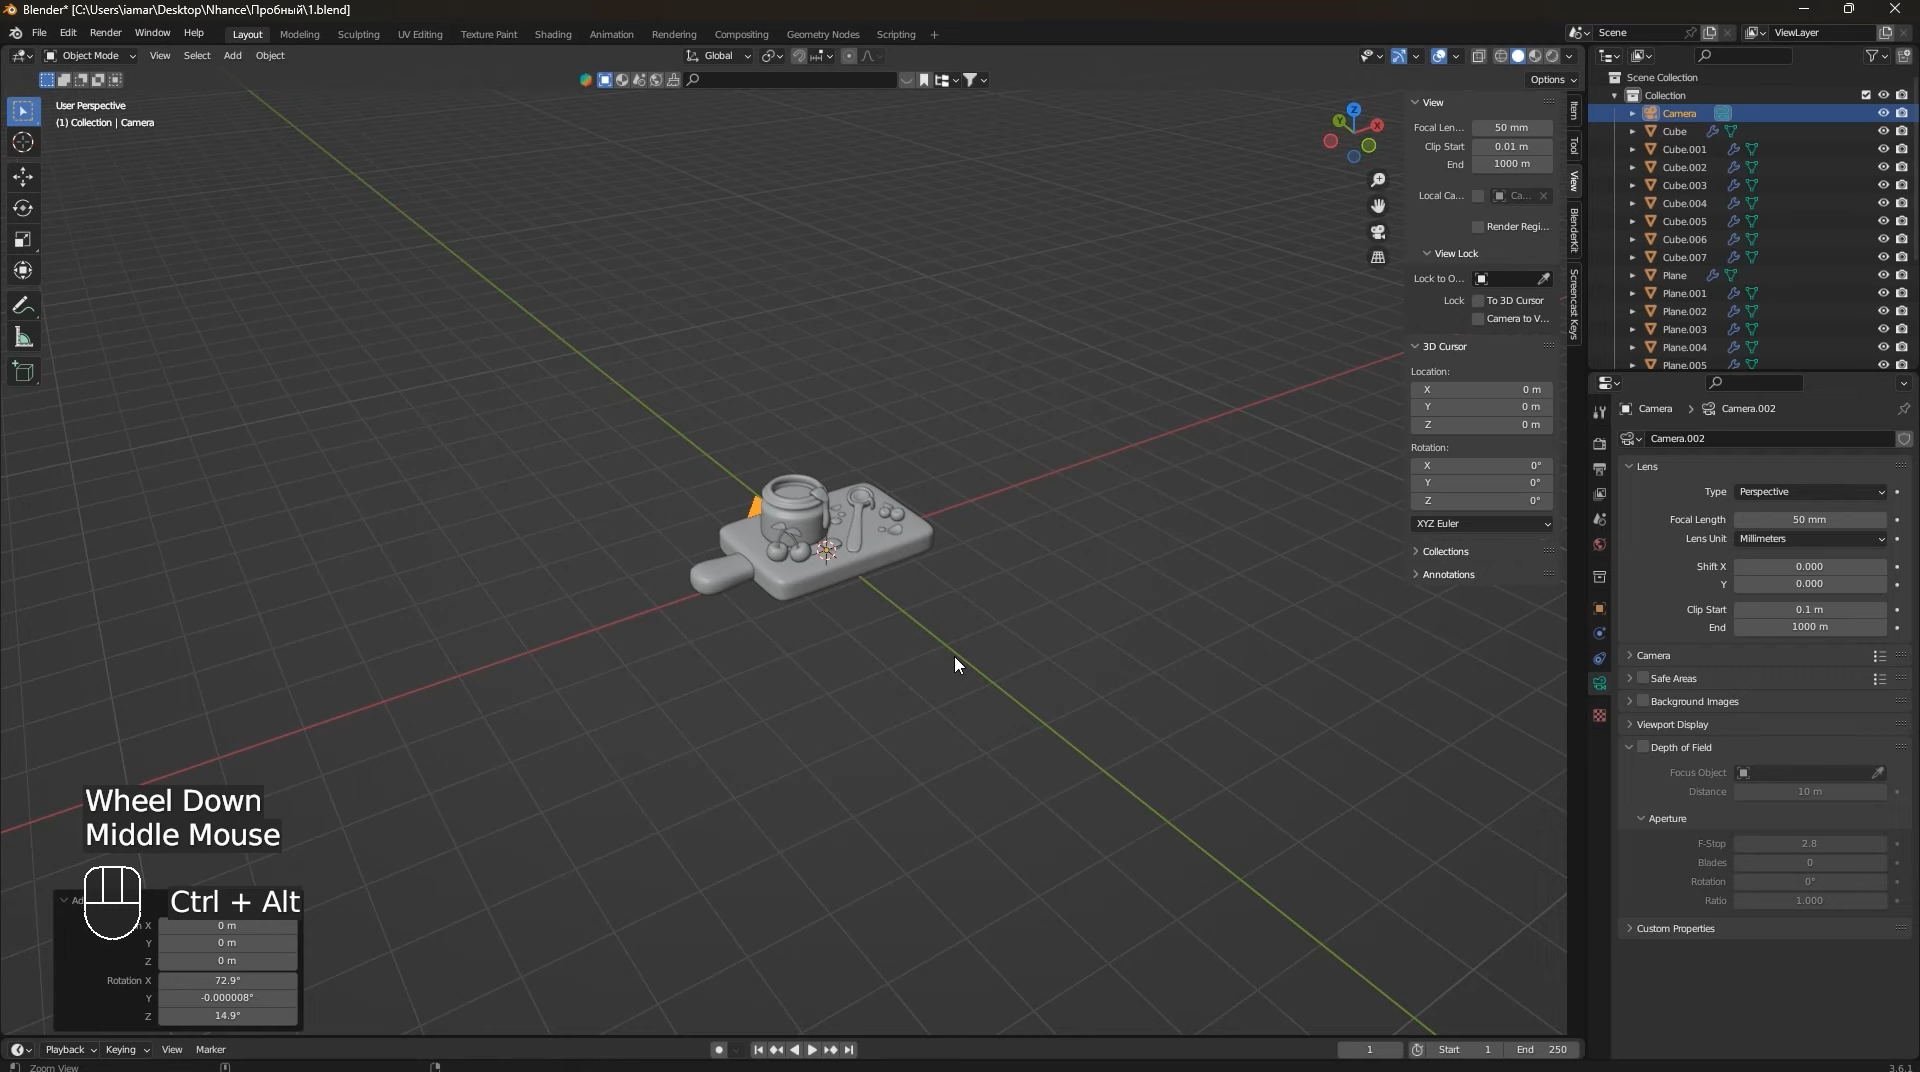 Blender* [C:\Users\iamar\Desktop\Nhance\Пробный\1.blend]
File Edit Render Window Help Layout Modeling Sculpting UV Editing Texture Paint Shading Animation Rendering Compositing Geometry Nodes Scripting + Scene ViewLayer
Object Mode View Select Add Object Global
Options
User Perspective
(1) Collection | Camera
X
Y
Z
View
Focal Len... 50 mm
Clip Start 0.01 m
End 1000 m
Local Ca... Ca...
Render Regi...
View Lock
Lock to O...
Lock To 3D Cursor
Camera to V...
3D Cursor
Location:
X 0 m
Y 0 m
Z 0 m
Rotation:
X 0°
Y 0°
Z 0°
XYZ Euler
Collections
Annotations
Item
Tool
View
BlenderKit
Screencast Keys
Scene Collection
Collection
Camera
Cube
Cube.001
Cube.002
Cube.003
Cube.004
Cube.005
Cube.006
Cube.007
Plane
Plane.001
Plane.002
Plane.003
Plane.004
Plane.005
Camera Camera.002
Camera.002
Lens
Type Perspective
Focal Length 50 mm
Lens Unit Millimeters
Shift X 0.000
Y 0.000
Clip Start 0.1 m
End 1000 m
Camera
Safe Areas
Background Images
Viewport Display
Depth of Field
Focus Object
Distance 10 m
Aperture
F-Stop 2.8
Blades 0
Rotation 0°
Ratio 1.000
Custom Properties
Wheel Down
Middle Mouse
Ctrl + Alt
X 0 m
Y 0 m
Z 0 m
Rotation X 72.9°
Y -0.000008°
Z 14.9°
Playback Keying View Marker 1 Start 1 End 250
Zoom View 3.6.1